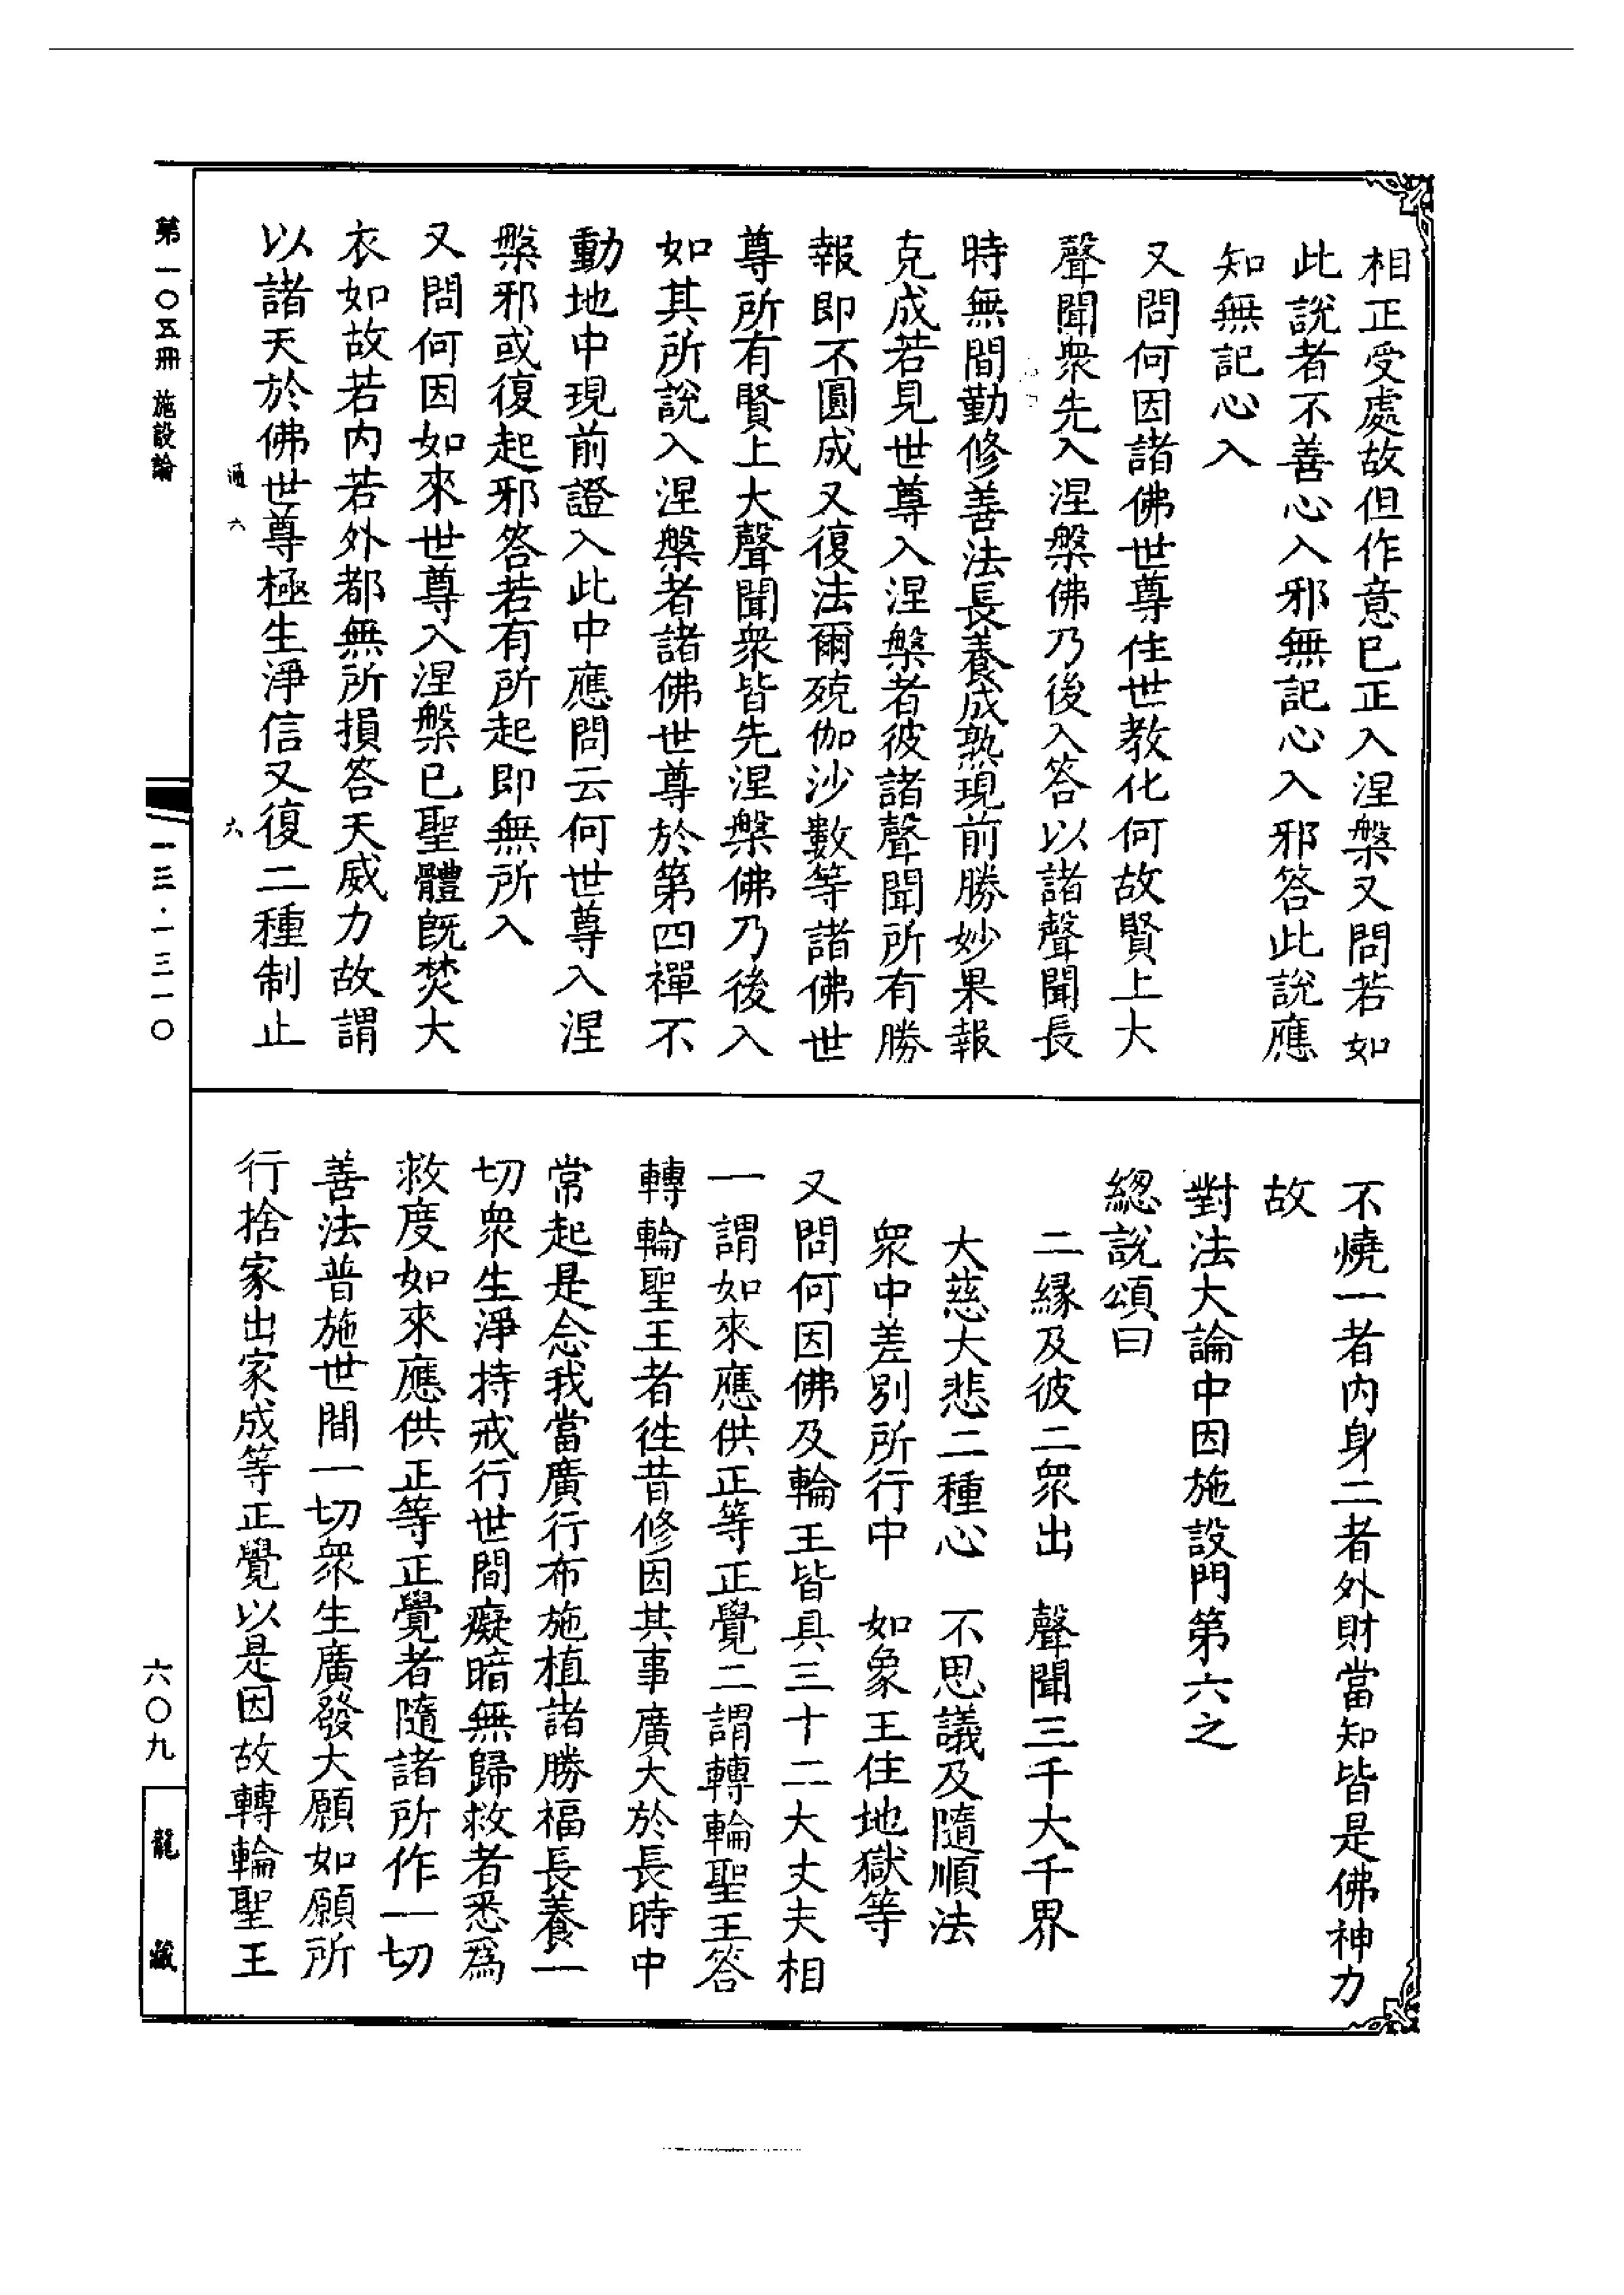 相正受處故但作意已正入涅槃又問若如
此說者不善心入邪無記心入邪答此說應
知無記心入
又問何因諸佛世尊住世教化何故賢上大
聲聞衆先入涅槃佛乃後入答以諸聲聞長
時無間勤修善法長養成熟現前勝妙果報
克成若見世尊入涅槃者彼諸聲聞所有勝
報即不圓成又復法爾殑伽沙數等諸佛世
尊所有賢上大聲聞衆皆先涅槃佛乃後入
如其所說入涅槃者諸佛世尊於第四禪不
動地中現前證入此中應問云何世尊入涅
槃邪或復起邪答若有所起即無所入
又問何因如來世尊入涅槃已聖體既焚大
衣如故若內若外都無所損答天威力故謂
以諸天於佛世尊極生淨信又復二種制止
不燒一者內身二者外財當知皆是佛神力
故
對法大論中因施設門第六之
總說頌曰
二緣及彼二衆出 聲聞三千大千界
大慈大悲二種心 不思議及隨順法
衆中差別所行中 如象王住地獄等
又問何因佛及輪王皆具三十二大丈夫相
一謂如來應供正等正覺二謂轉輪聖王答
轉輪聖王者往昔修因其事廣大於長時中
常起是念我當廣行布施植諸勝福長養一
切衆生淨持戒行世間癡暗無歸救者悉爲
救度如來應供正等正覺者隨諸所作一切
善法普施世間一切衆生廣發大願如願所
行捨家出家成等正覺以是因故轉輪聖王
通六 六
第一〇五冊 施設論
一三·一三一〇
六〇九
龍藏